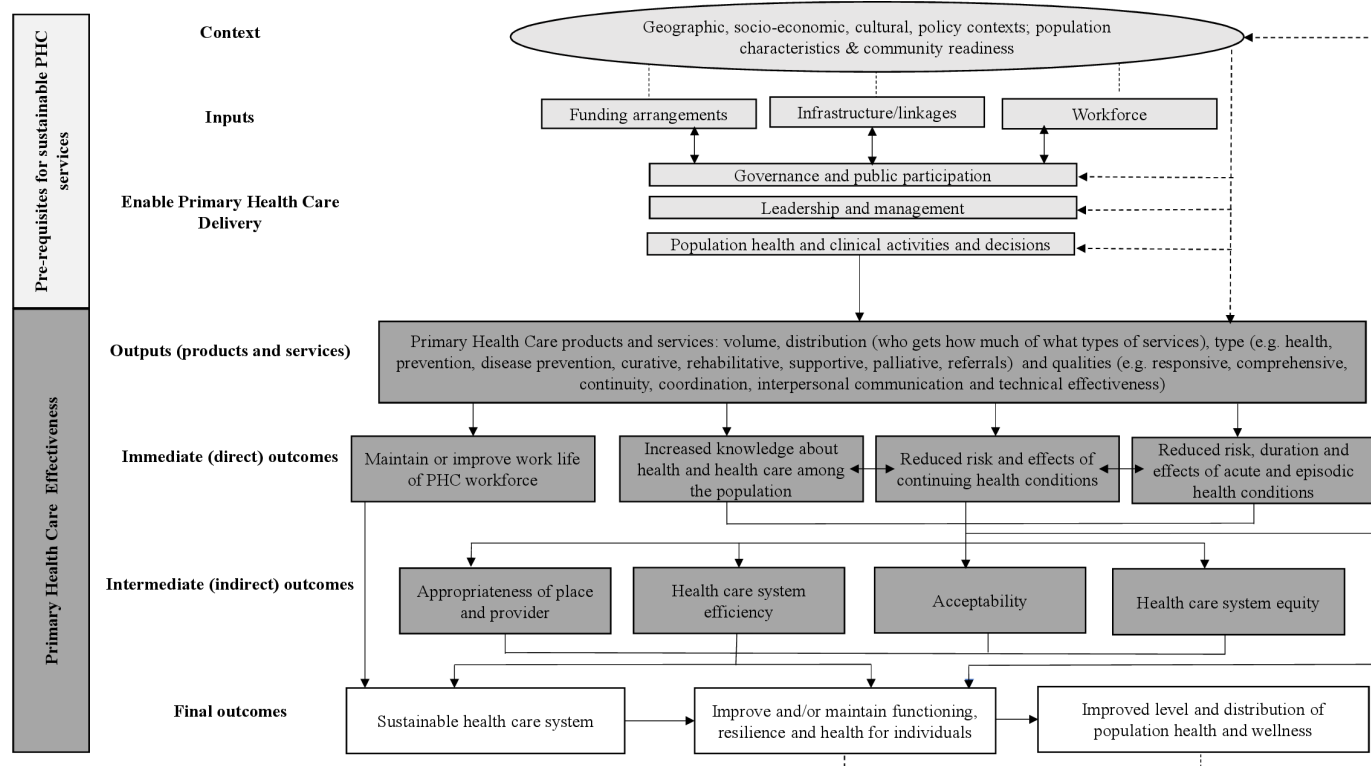 Pre-requisites for sustainable PHC
services
Primary Health Care Effectiveness
Context
Geographic, socio-economic, cultural, policy contexts; population
characteristics & community readiness
Inputs
Funding arrangements
Infrastructure/linkages
Workforce
Enable Primary Health Care
Delivery
Governance and public participation
Leadership and management
Population health and clinical activities and decisions
Outputs (products and services)
Primary Health Care products and services: volume, distribution (who gets how much of what types of services), type (e.g. health,
prevention, disease prevention, curative, rehabilitative, supportive, palliative, referrals) and qualities (e.g. responsive, comprehensive,
continuity, coordination, interpersonal communication and technical effectiveness)
Immediate (direct) outcomes
Maintain or improve work life
of PHC workforce
Increased knowledge about
health and health care among
the population
Reduced risk and effects of
continuing health conditions
Reduced risk, duration and
effects of acute and episodic
health conditions
Intermediate (indirect) outcomes
Appropriateness of place
and provider
Health care system
efficiency
Acceptability
Health care system equity
Final outcomes
Sustainable health care system
Improve and/or maintain functioning,
resilience and health for individuals
Improved level and distribution of
population health and wellness